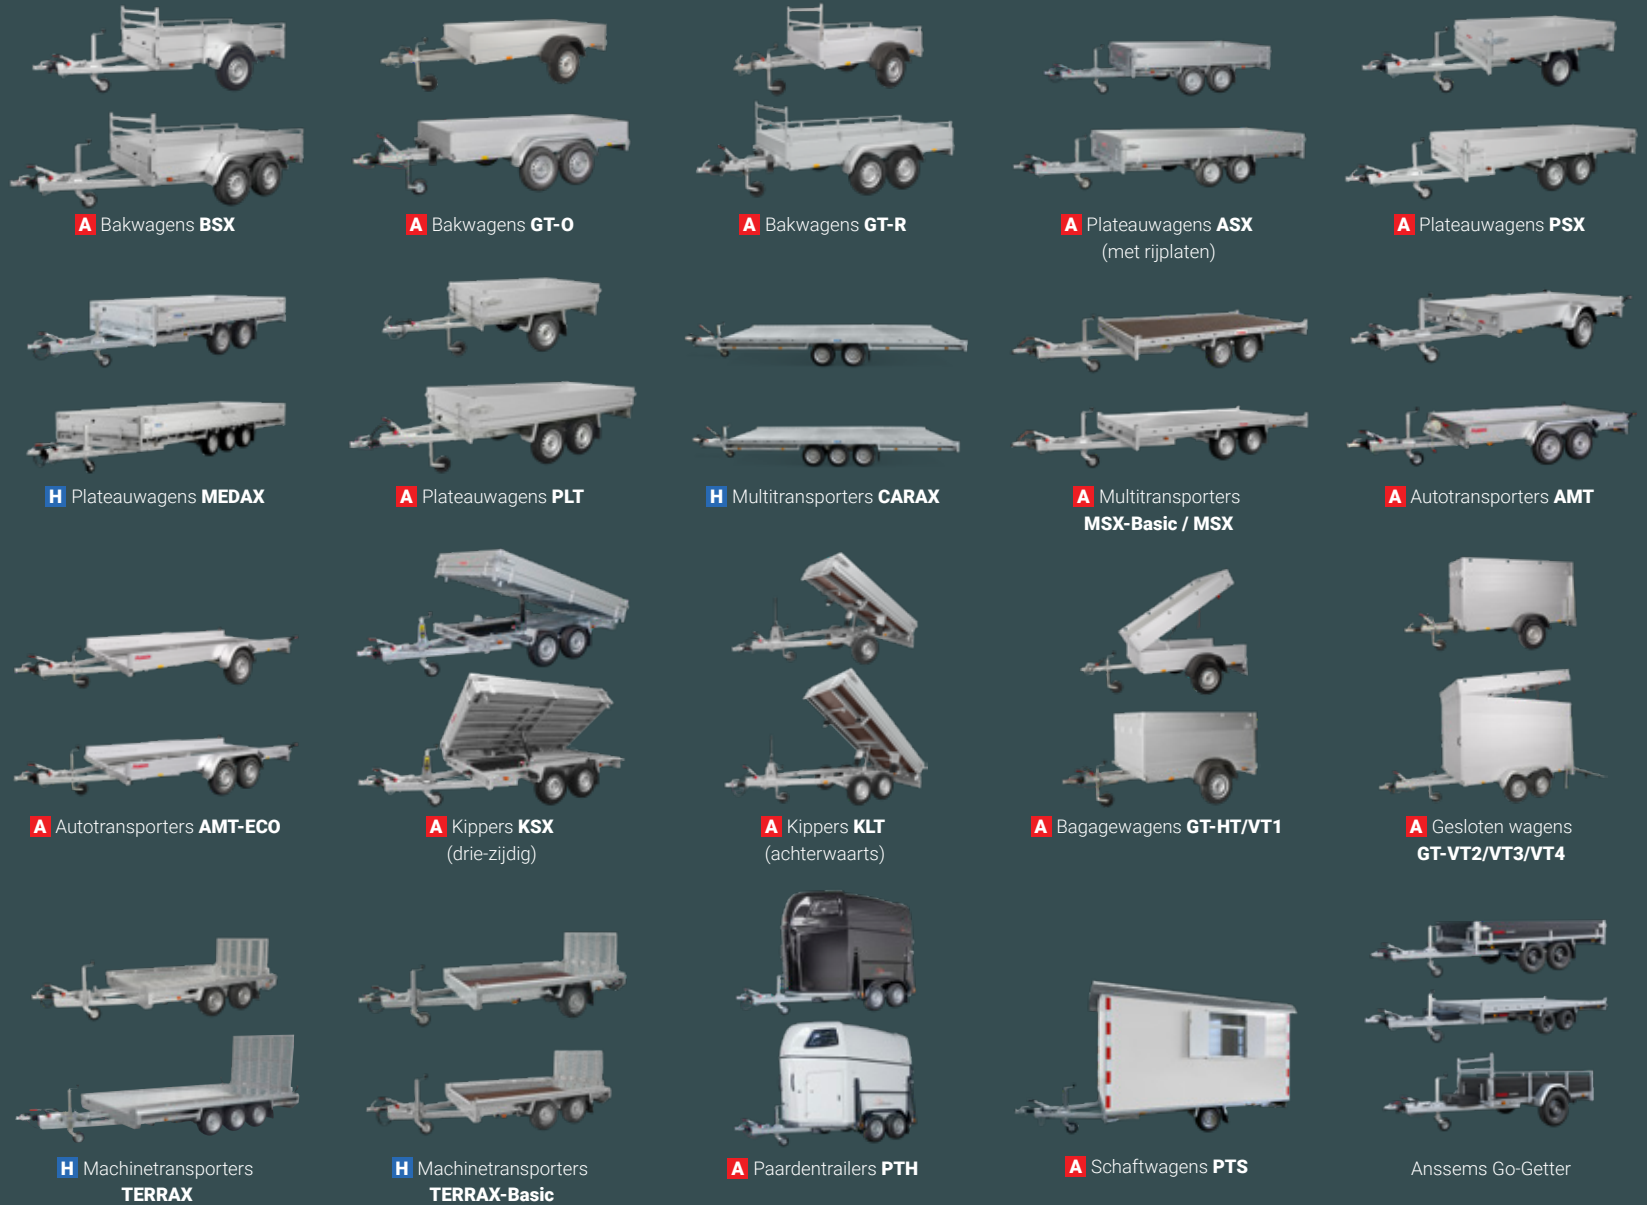 A Bakwagens BSX
A Bakwagens GT-O
A Bakwagens GT-R
A Plateauwagens ASX
(met rijplaten)
A Plateauwagens PSX
H Plateauwagens MEDAX
A Plateauwagens PLT
H Multitransporters CARAX
A Multitransporters
MSX-Basic / MSX
A Autotransporters AMT
A Autotransporters AMT-ECO
A Kippers KSX
(drie-zijdig)
A Kippers KLT
(achterwaarts)
A Bagagewagens GT-HT/VT1
A Gesloten wagens
GT-VT2/VT3/VT4
H Machinetransporters
TERRAX
H Machinetransporters
TERRAX-Basic
A Paardentrailers PTH
A Schaftwagens PTS
Anssems Go-Getter